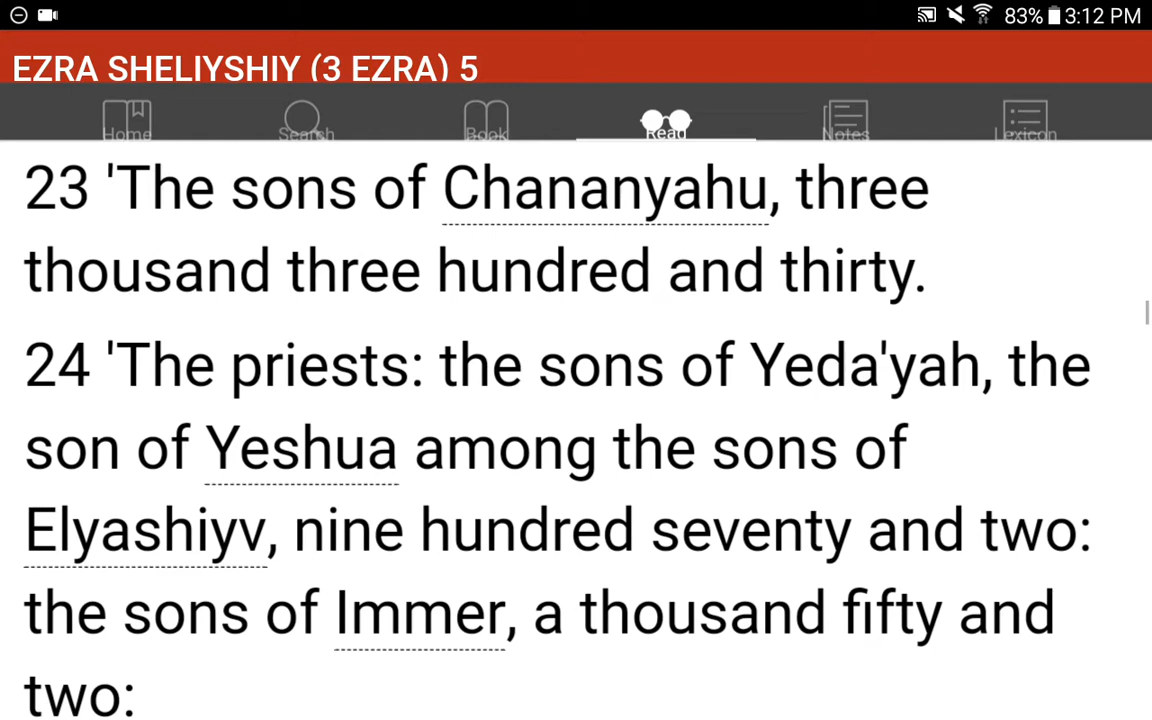 83% 3:12 PM
EZRA SHELIYSHIY (3 EZRA) 5
Home Search Book Read Notes Lexicon
23 'The sons of Chananyahu, three
thousand three hundred and thirty.
24 'The priests: the sons of Yeda'yah, the
son of Yeshua among the sons of
Elyashiyv, nine hundred seventy and two:
the sons of Immer, a thousand fifty and
two: